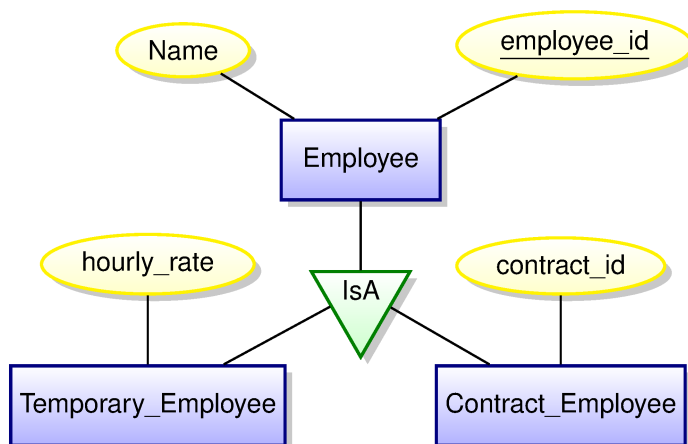 Name
employee_id
Employee
hourly_rate
IsA
contract_id
Temporary_Employee
Contract_Employee